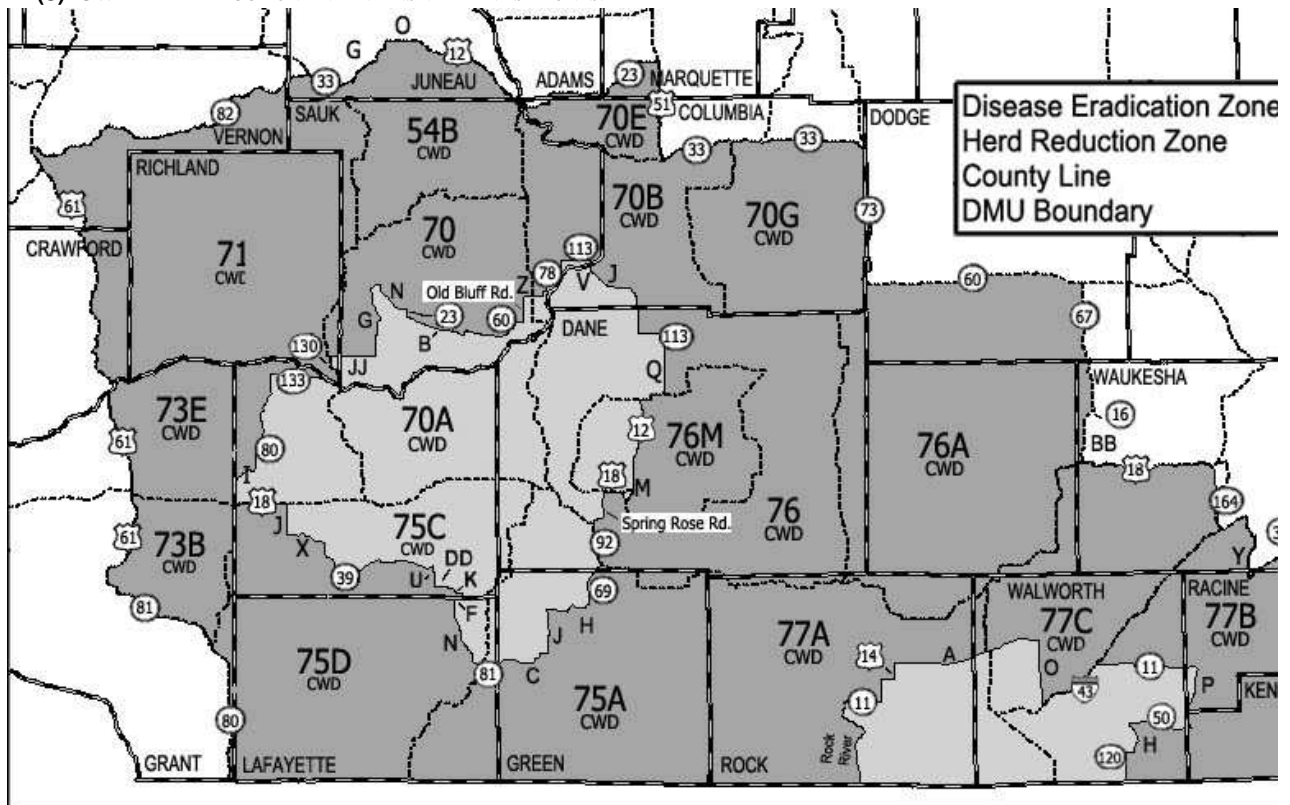 O
G
12
33
JUNEAU
ADAMS
23
MARQUETTE
51
82
VERNON
SAUK
COLUMBIA
DODGE
Disease Eradication Zone
Herd Reduction Zone
County Line
DMU Boundary
54B
CWD
70E
CWD
33
33
RICHLAND
61
70B
CWD
70G
CWD
73
CRAWFORD
71
CWD
70
CWD
113
78
V
J
Z
N
Old Bluff Rd.
23
60
G
B
60
67
DANE
113
130
JJ
133
Q
WAUKESHA
73E
CWD
70A
CWD
16
BB
61
80
12
76M
CWD
76A
CWD
18
I
18
18
M
164
J
Spring Rose Rd.
76
CWD
61
73B
CWD
75C
CWD
X
92
DD
Y
39
U
K
69
WALWORTH
RACINE
81
F
H
77C
CWD
77B
CWD
N
J
77A
CWD
75D
CWD
14
A
81
C
O
11
P
43
KEN
75A
CWD
11
50
80
Rock
River
H
120
GRANT
LAFAYETTE
GREEN
ROCK